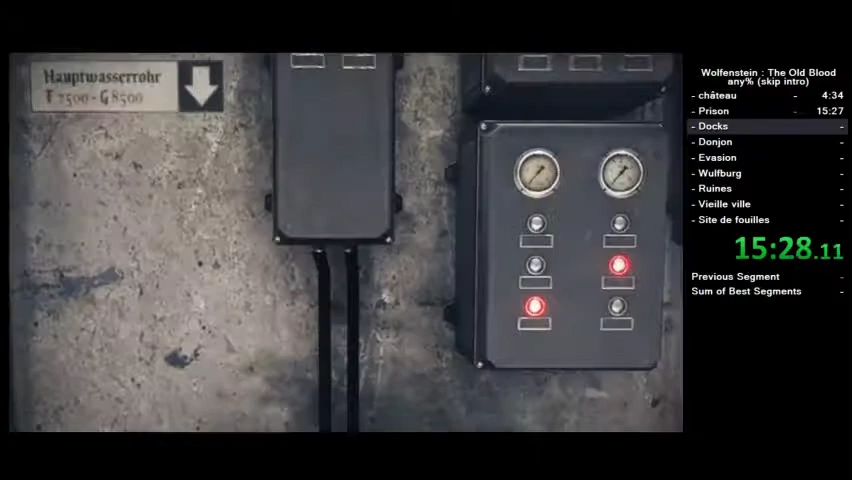 Hauptwasserrohr
T 7500 - G 8500
Wolfenstein : The Old Blood
any% (skip intro)
- château - 4:34
- Prison - 15:27
- Docks -
- Donjon -
- Evasion -
- Wulfburg -
- Ruines -
- Vieille ville -
- Site de fouilles -
15:28.11
Previous Segment -
Sum of Best Segments -